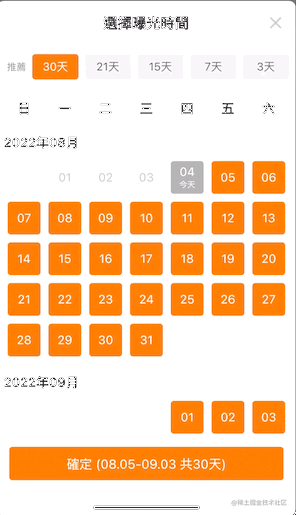 選擇曝光時間
推薦 30天 21天 15天 7天 3天
日 一 二 三 四 五 六
2022年08月
01 02 03 04 05 06
今天
07 08 09 10 11 12 13
14 15 16 17 18 19 20
21 22 23 24 25 26 27
28 29 30 31
2022年09月
01 02 03
確定 (08.05-09.03 共30天)
@稀土掘金技术社区